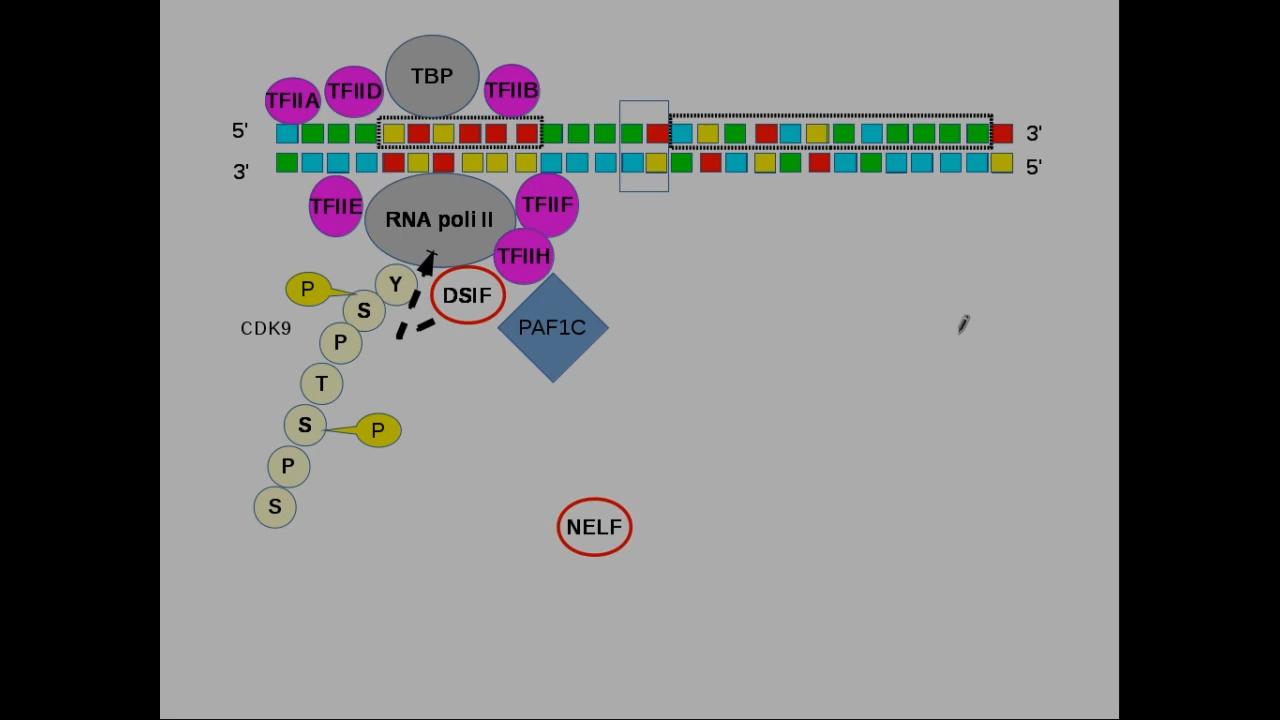 TBP
TFIIA
TFIID
TFIIB
5'
3'
3'
5'
TFIIE
RNA poli II
TFIIF
TFIIH
P
Y
DSIF
S
CDK9
P
PAF1C
T
S
P
P
S
NELF